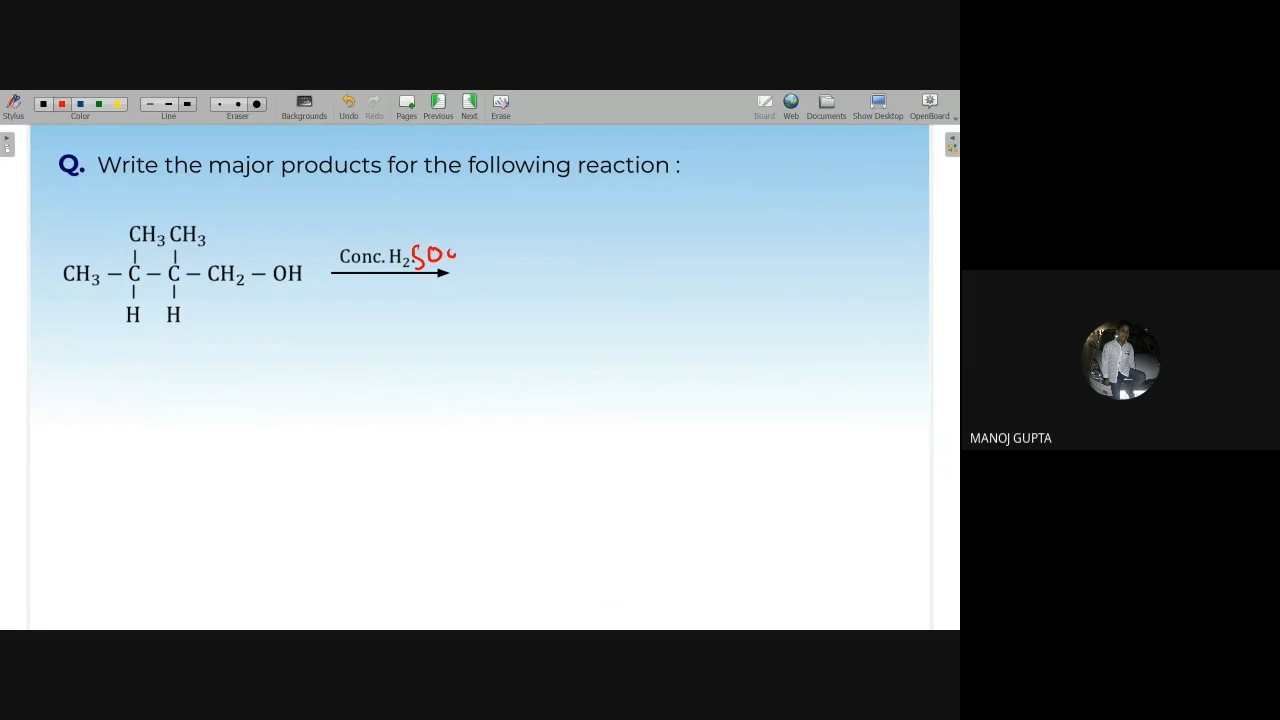 Stylus Color Line Eraser Backgrounds Undo Redo Pages Previous Next Erase Board Web Documents Show Desktop OpenBoard
Q. Write the major products for the following reaction :
CH₃ CH₃
CH₃ – C – C – CH₂ – OH
H H
Conc. H₂SO₄
MANOJ GUPTA